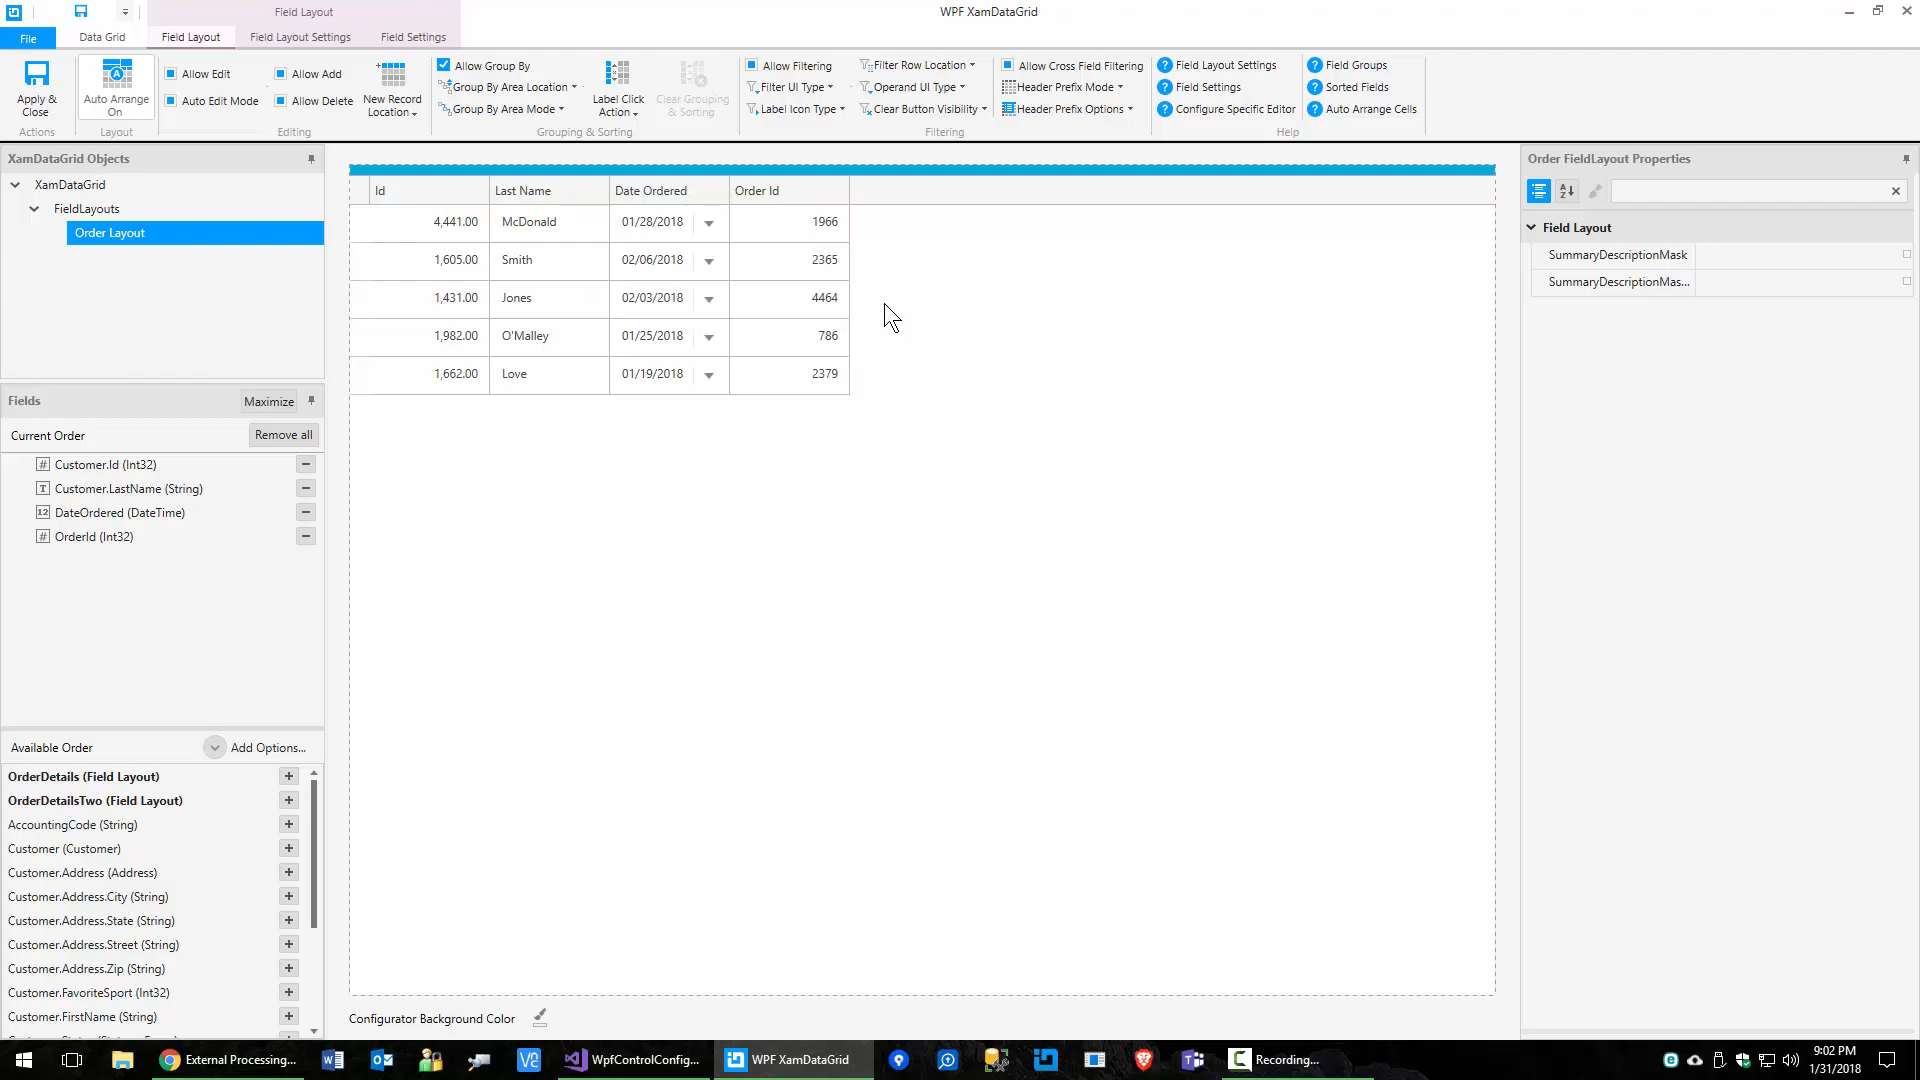 Field Layout
WPF XamDataGrid
File
Data Grid
Field Layout
Field Layout Settings
Field Settings
Apply &
Close
Actions
Auto Arrange
On
Layout
Allow Edit
Auto Edit Mode
Allow Add
Allow Delete
New Record
Location
Editing
Allow Group By
Group By Area Location
Group By Area Mode
Label Click
Action
Clear Grouping
& Sorting
Grouping & Sorting
Allow Filtering
Filter UI Type
Label Icon Type
Filter Row Location
Operand UI Type
Clear Button Visibility
Allow Cross Field Filtering
Header Prefix Mode
Header Prefix Options
Filtering
Field Layout Settings
Field Settings
Configure Specific Editor
Field Groups
Sorted Fields
Auto Arrange Cells
Help
XamDataGrid Objects
XamDataGrid
FieldLayouts
Order Layout
Fields
Maximize
Current Order
Remove all
# Customer.Id (Int32)
T Customer.LastName (String)
12 DateOrdered (DateTime)
# OrderId (Int32)
Available Order
Add Options...
OrderDetails (Field Layout)
OrderDetailsTwo (Field Layout)
AccountingCode (String)
Customer (Customer)
Customer.Address (Address)
Customer.Address.City (String)
Customer.Address.State (String)
Customer.Address.Street (String)
Customer.Address.Zip (String)
Customer.FavoriteSport (Int32)
Customer.FirstName (String)
Id Last Name Date Ordered Order Id
4,441.00 McDonald 01/28/2018 1966
1,605.00 Smith 02/06/2018 2365
1,431.00 Jones 02/03/2018 4464
1,982.00 O'Malley 01/25/2018 786
1,662.00 Love 01/19/2018 2379
Configurator Background Color
Order FieldLayout Properties
Field Layout
SummaryDescriptionMask
SummaryDescriptionMas...
External Processing...
WpfControlConfig...
WPF XamDataGrid
Recording...
9:02 PM
1/31/2018